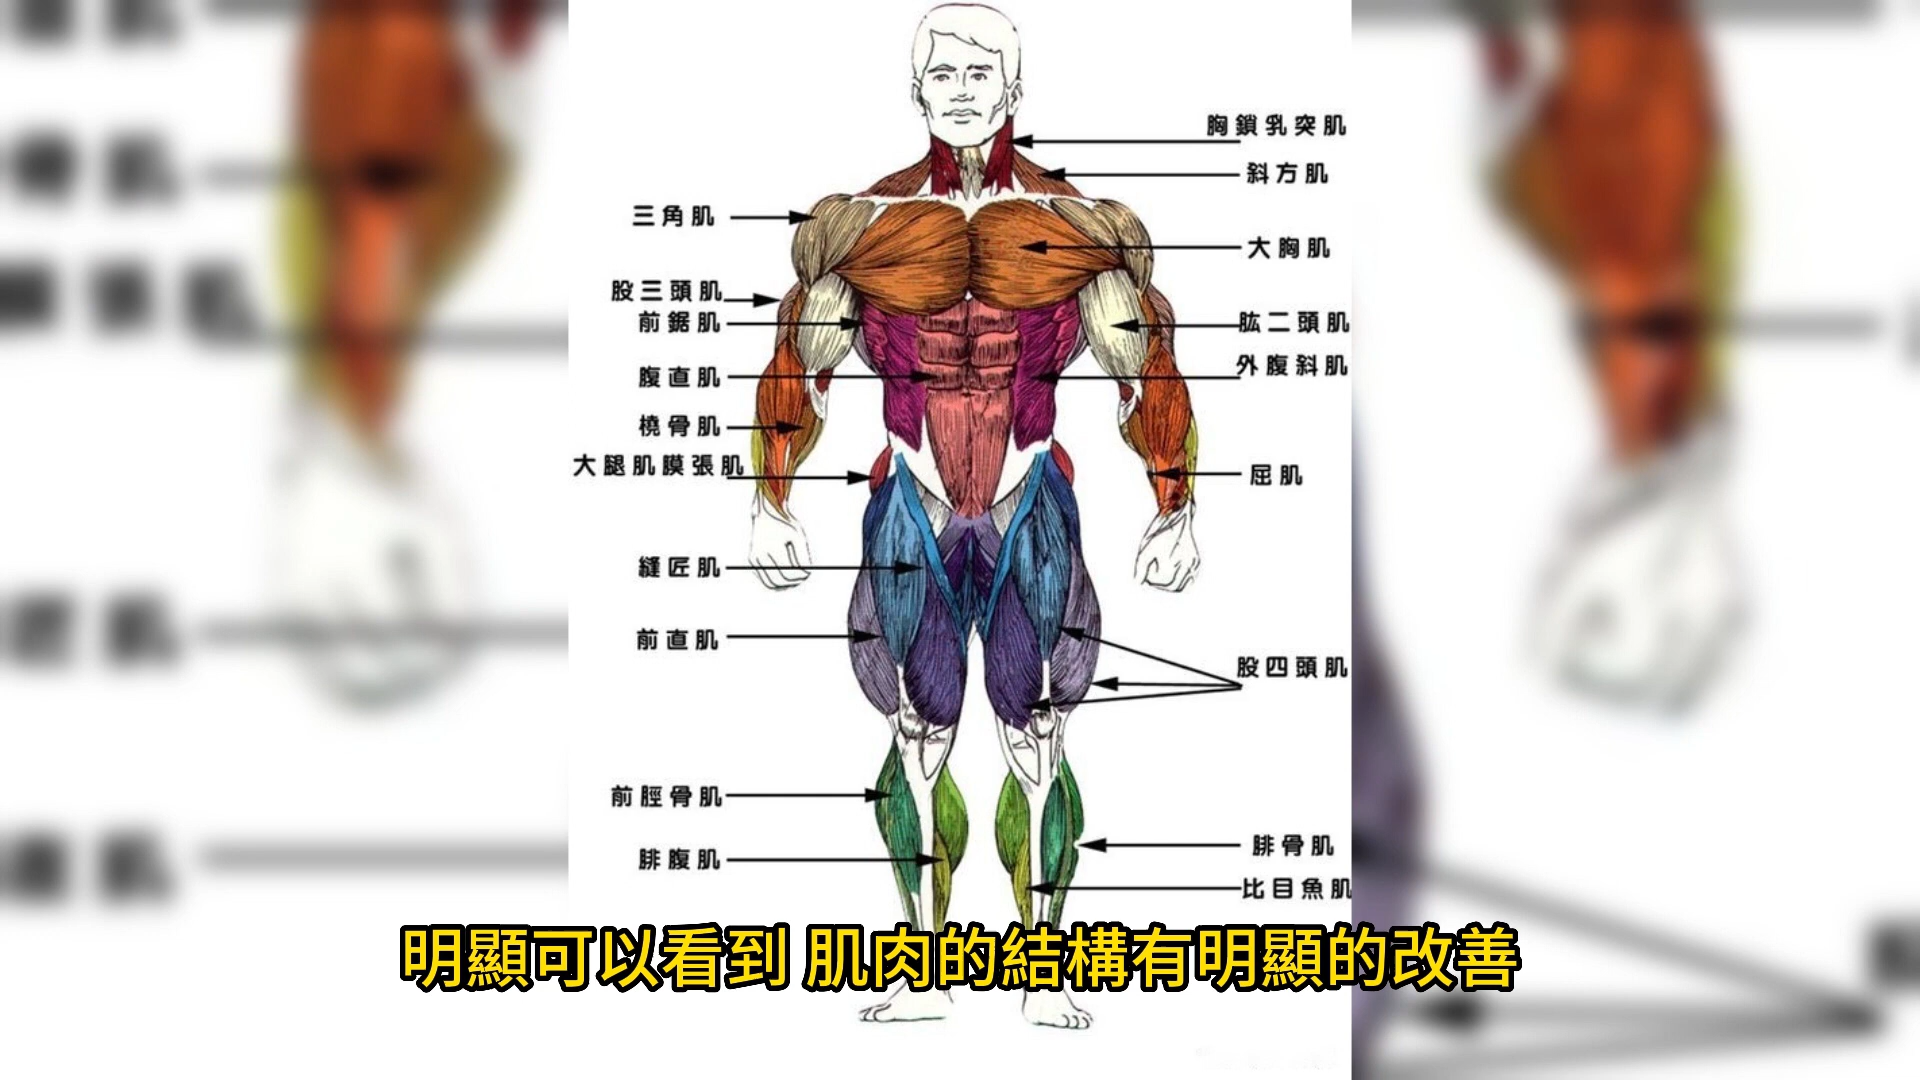 胸鎖乳突肌
斜方肌
三角肌
大胸肌
股三頭肌
前鋸肌
肱二頭肌
外腹斜肌
腹直肌
橈骨肌
大腿肌膜張肌
屈肌
縫匠肌
前直肌
股四頭肌
前脛骨肌
腓腹肌
腓骨肌
比目魚肌
明顯可以看到 肌肉的結構有明顯的改善